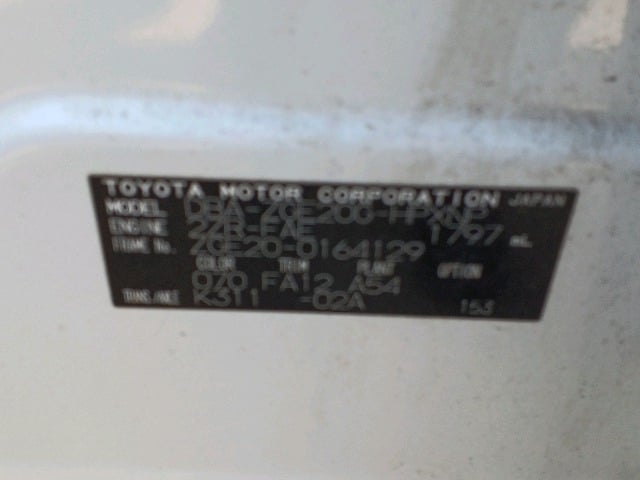 TOYOTA MOTOR CORPORATION JAPAN
MODEL DBA-ZGE20G-HPXNP
ENGINE 2ZR-FAE 1797 mL
FRAME No. ZGE20-0164129
COLOR TRIM PLANT OPTION
070 FA12 A54
TRANS/AXLE K311 -02A 153